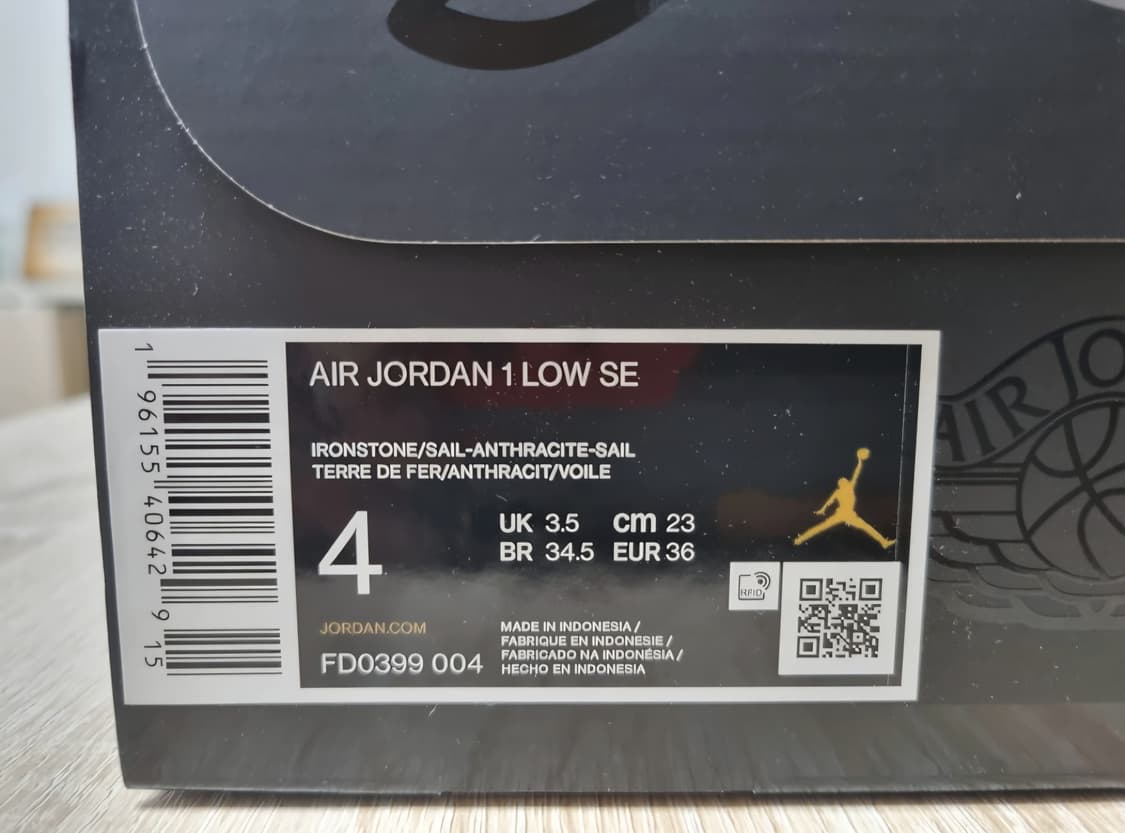 1 96155 40642 9 15
AIR JORDAN 1 LOW SE
IRONSTONE/SAIL-ANTHRACITE-SAIL
TERRE DE FER/ANTHRACIT/VOILE
4
UK 3.5 cm 23
BR 34.5 EUR 36
RFID
JORDAN.COM
FD0399 004
MADE IN INDONESIA /
FABRIQUE EN INDONESIE /
FABRICADO NA INDONÉSIA /
HECHO EN INDONESIA
AIR JO